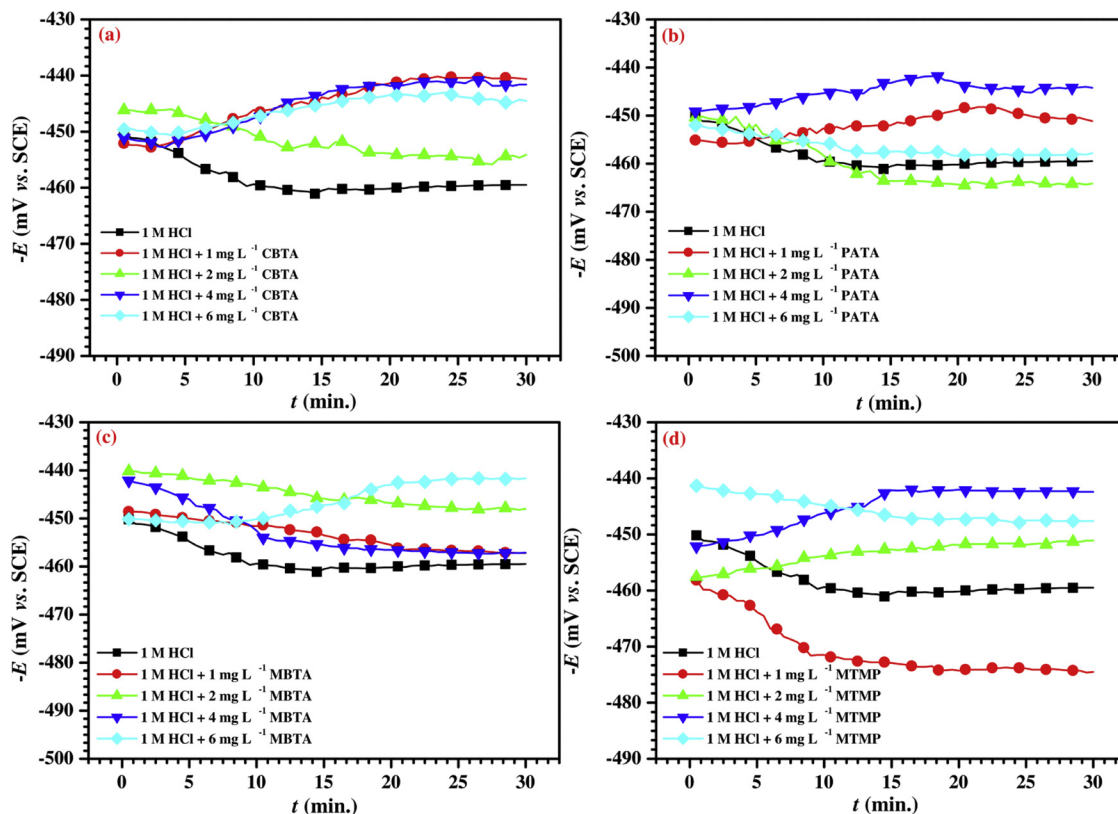 (a)
-430
-440
-450
-460
-470
-480
-490
-E (mV vs. SCE)
1 M HCl
1 M HCl + 1 mg L -1 CBTA
1 M HCl + 2 mg L -1 CBTA
1 M HCl + 4 mg L -1 CBTA
1 M HCl + 6 mg L -1 CBTA
0 5 10 15 20 25 30
t (min.)
(b)
-430
-440
-450
-460
-470
-480
-490
-500
-E (mV vs. SCE)
1 M HCl
1 M HCl + 1 mg L -1 PATA
1 M HCl + 2 mg L -1 PATA
1 M HCl + 4 mg L -1 PATA
1 M HCl + 6 mg L -1 PATA
0 5 10 15 20 25 30
t (min.)
(c)
-430
-440
-450
-460
-470
-480
-490
-500
-E (mV vs. SCE)
1 M HCl
1 M HCl + 1 mg L -1 MBTA
1 M HCl + 2 mg L -1 MBTA
1 M HCl + 4 mg L -1 MBTA
1 M HCl + 6 mg L -1 MBTA
0 5 10 15 20 25 30
t (min.)
(d)
-430
-440
-450
-460
-470
-480
-490
-E (mV vs. SCE)
1 M HCl
1 M HCl + 1 mg L -1 MTMP
1 M HCl + 2 mg L -1 MTMP
1 M HCl + 4 mg L -1 MTMP
1 M HCl + 6 mg L -1 MTMP
0 5 10 15 20 25 30
t (min.)